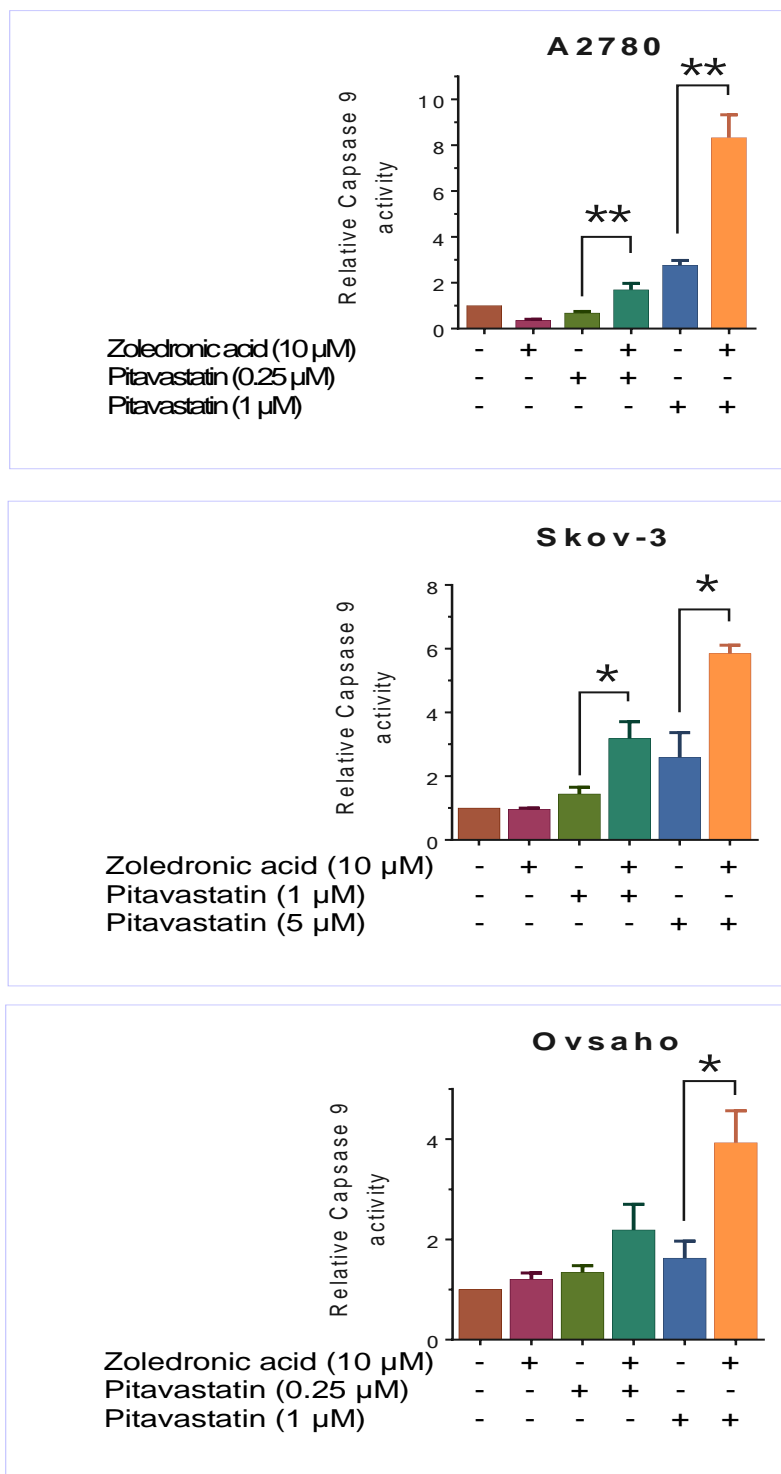 A2780
**
**
Relative Capsase 9
activity
10
8
6
4
2
0
Zoledronic acid (10 µM) - + - + - +
Pitavastatin (0.25 µM) - - + + - -
Pitavastatin (1 µM) - - - - + +
Skov-3
*
*
Relative Capsase 9
activity
8
6
4
2
0
Zoledronic acid (10 µM) - + - + - +
Pitavastatin (1 µM) - - + + - -
Pitavastatin (5 µM) - - - - + +
Ovsaho
*
Relative Capsase 9
activity
4
2
0
Zoledronic acid (10 µM) - + - + - +
Pitavastatin (0.25 µM) - - + + - -
Pitavastatin (1 µM) - - - - + +